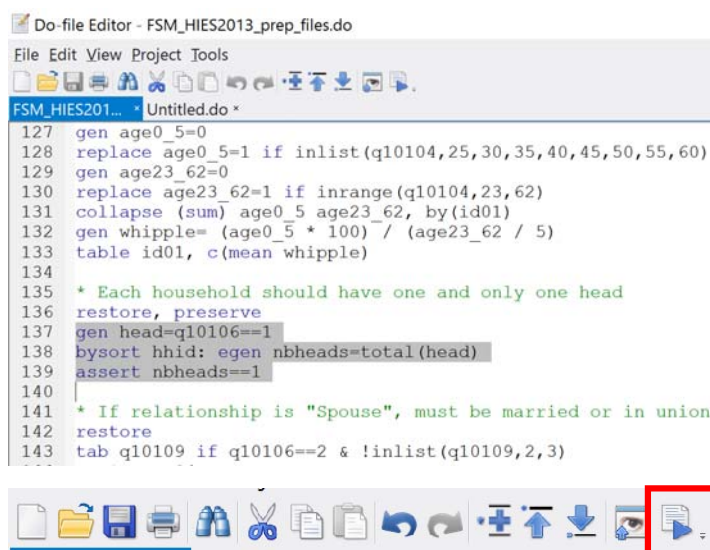 Do-file Editor - FSM_HIES2013_prep_files.do
File Edit View Project Tools
FSM_HIES201... × Untitled.do ×
127 gen age0_5=0
128 replace age0_5=1 if inlist(q10104,25,30,35,40,45,50,55,60)
129 gen age23_62=0
130 replace age23_62=1 if inrange(q10104,23,62)
131 collapse (sum) age0_5 age23_62, by(id01)
132 gen whipple= (age0_5 * 100) / (age23_62 / 5)
133 table id01, c(mean whipple)
134
135 * Each household should have one and only one head
136 restore, preserve
137 gen head=q10106==1
138 bysort hhid: egen nbheads=total(head)
139 assert nbheads==1
140
141 * If relationship is "Spouse", must be married or in union
142 restore
143 tab q10109 if q10106==2 & !inlist(q10109,2,3)